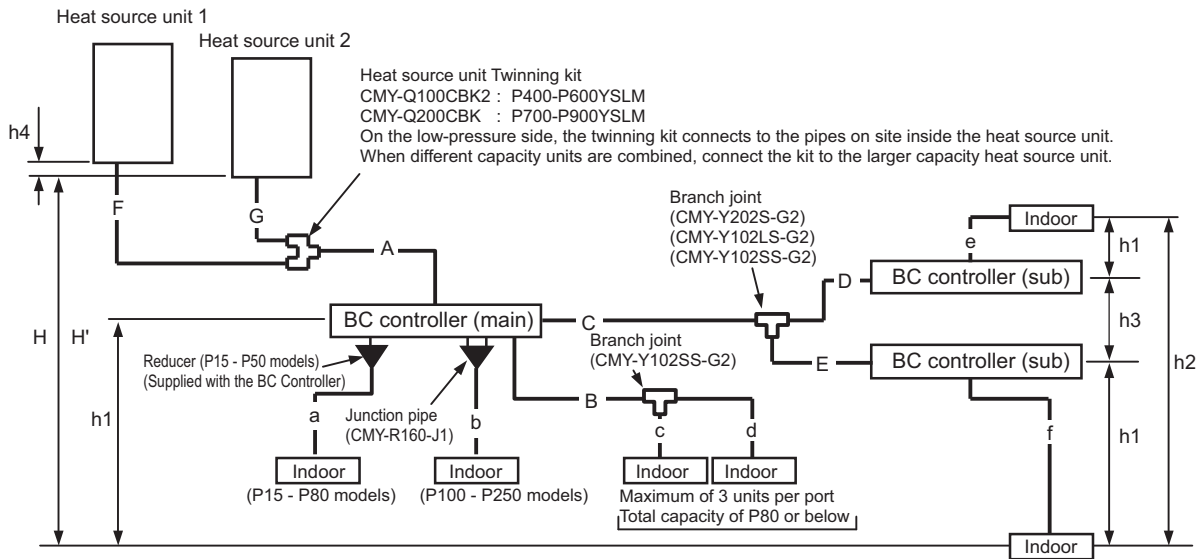 Heat source unit 1
Heat source unit 2
Heat source unit Twinning kit
CMY-Q100CBK2 : P400-P600YSLM
CMY-Q200CBK : P700-P900YSLM
On the low-pressure side, the twinning kit connects to the pipes on site inside the heat source unit.
When different capacity units are combined, connect the kit to the larger capacity heat source unit.
h4
F
G
A
H
H'
h1
BC controller (main)
Reducer (P15 - P50 models)
(Supplied with the BC Controller)
Junction pipe
(CMY-R160-J1)
a
b
Indoor
(P15 - P80 models)
Indoor
(P100 - P250 models)
C
B
Branch joint
(CMY-Y102SS-G2)
c
d
Indoor
Indoor
Maximum of 3 units per port
Total capacity of P80 or below
Branch joint
(CMY-Y202S-G2)
(CMY-Y102LS-G2)
(CMY-Y102SS-G2)
D
E
e
Indoor
BC controller (sub)
BC controller (sub)
f
Indoor
h1
h3
h1
h2